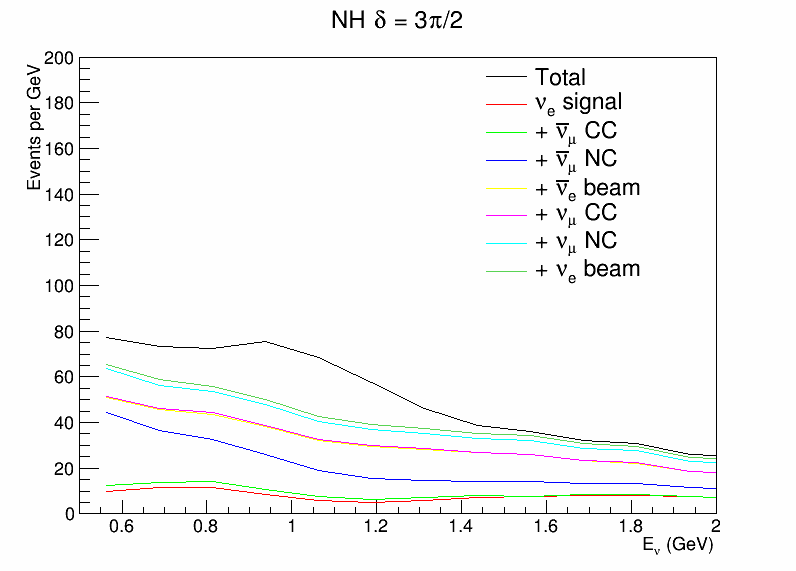 NH δ = 3π/2
Events per GeV
200
180
160
140
120
100
80
60
40
20
0
Total
νe signal
+ ν̅μ CC
+ ν̅μ NC
+ ν̅e beam
+ νμ CC
+ νμ NC
+ νe beam
0.6 0.8 1 1.2 1.4 1.6 1.8 2
Eν (GeV)